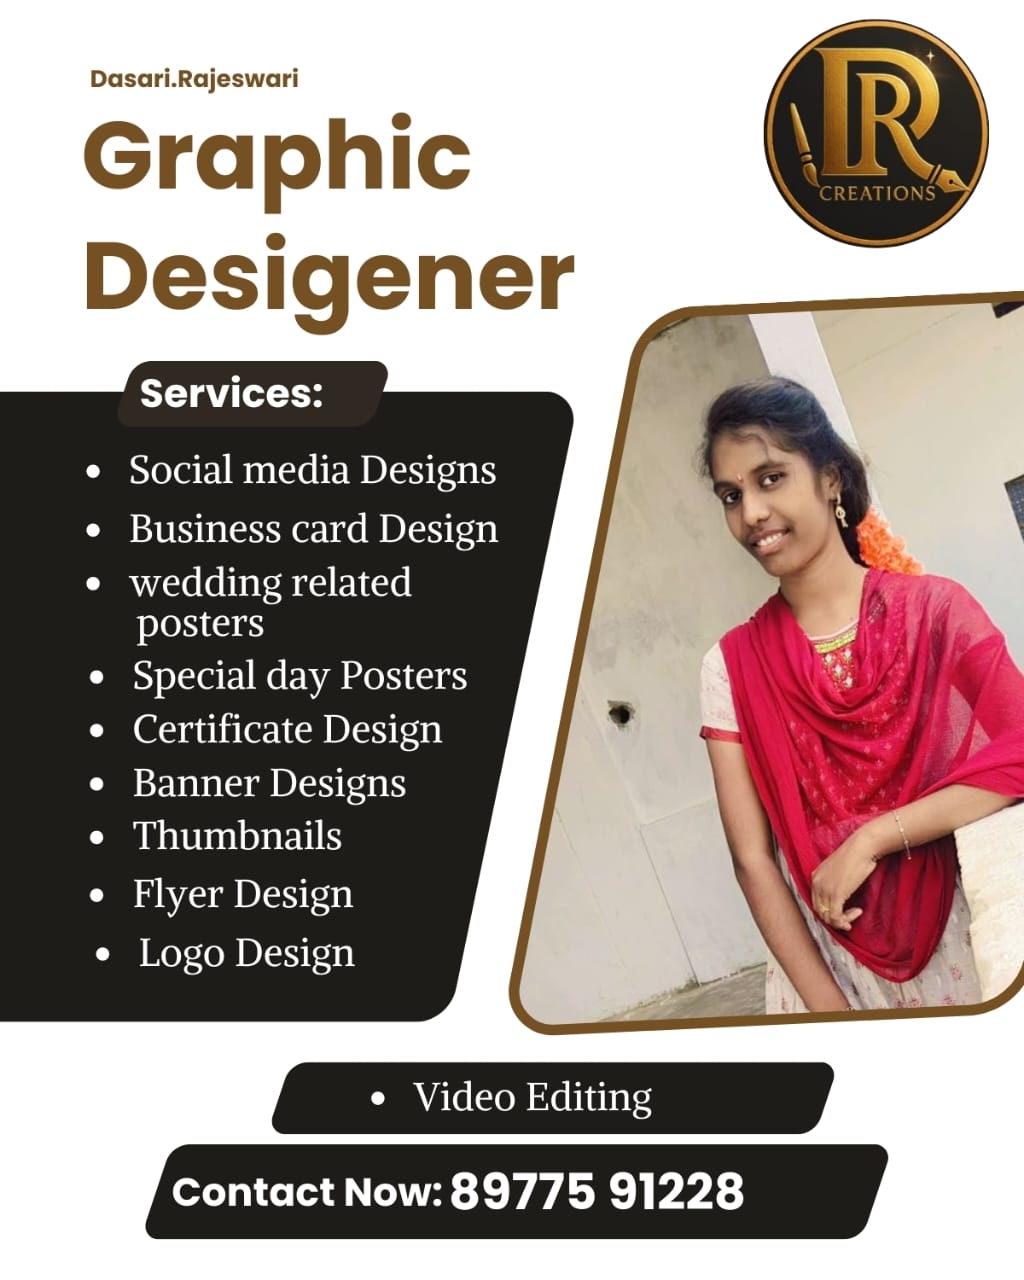 Dasari.Rajeswari
Graphic
Desigener
DR
CREATIONS
Services:
• Social media Designs
• Business card Design
• wedding related
posters
• Special day Posters
• Certificate Design
• Banner Designs
• Thumbnails
• Flyer Design
• Logo Design
• Video Editing
Contact Now: 89775 91228